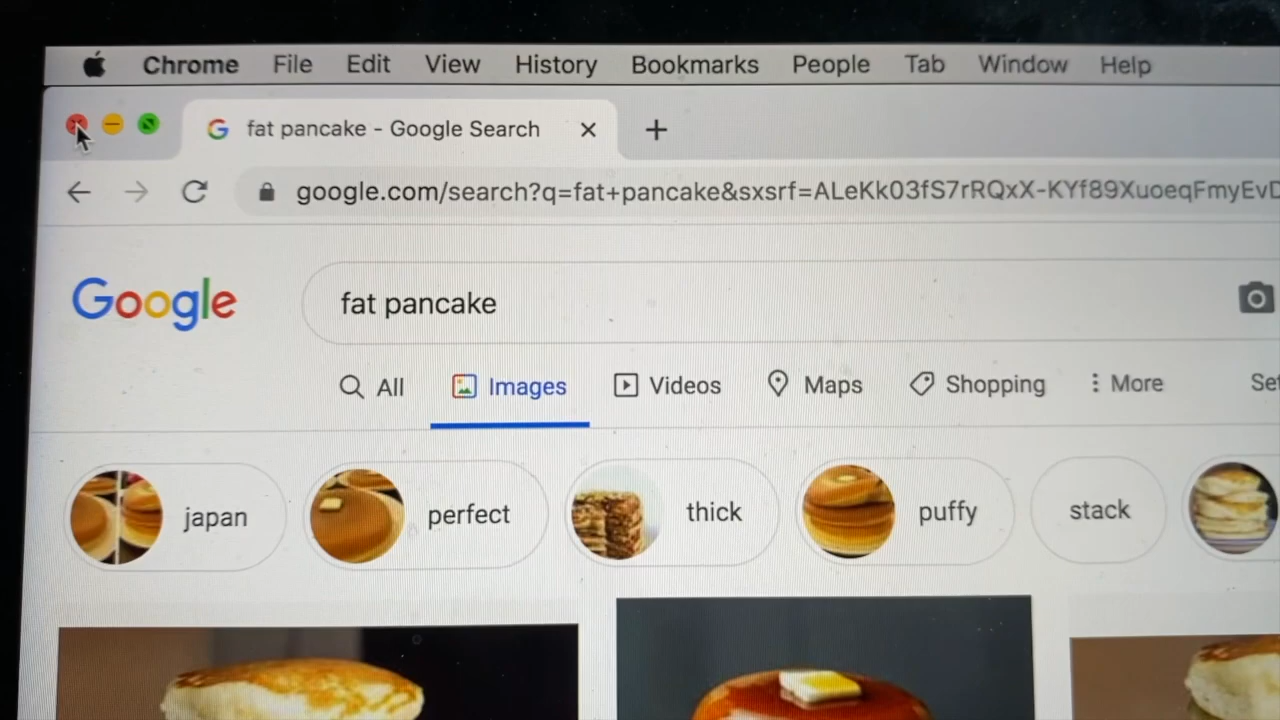 Chrome File Edit View History Bookmarks People Tab Window Help
fat pancake - Google Search
google.com/search?q=fat+pancake&sxsrf=ALeKk03fS7rRQxX-KYf89XuoeqFmyEvD
Google
fat pancake
All Images Videos Maps Shopping More Set
japan perfect thick puffy stack